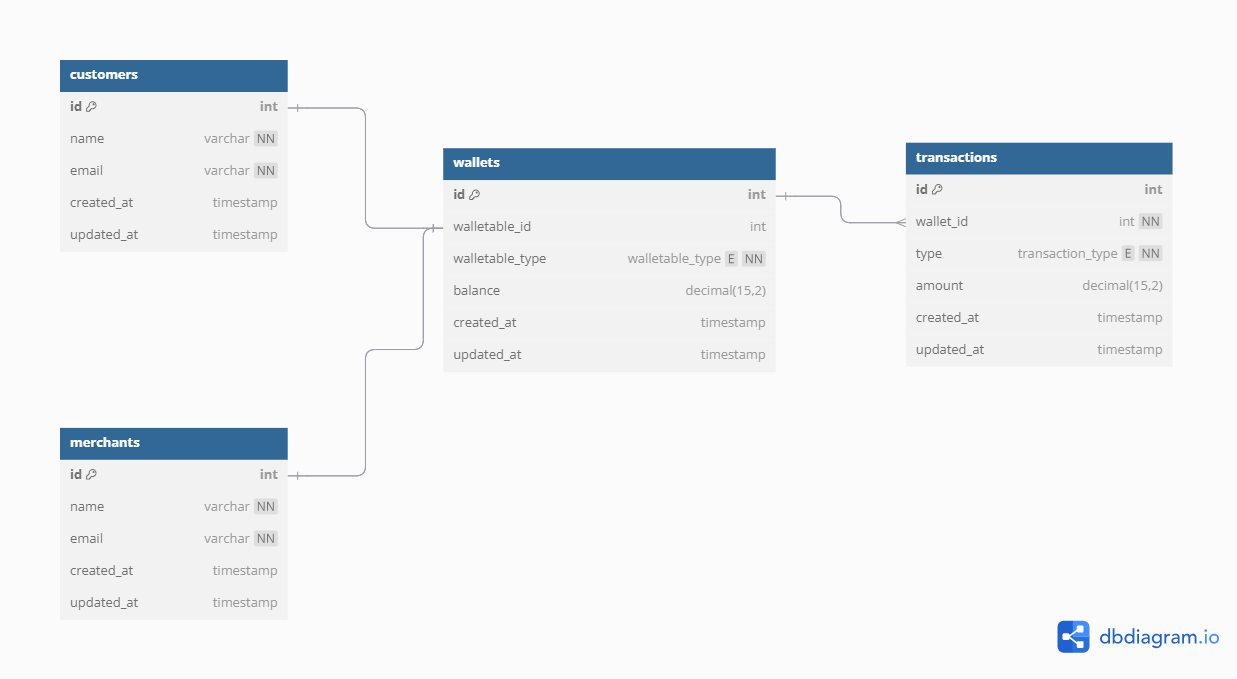 customers
id int
name varchar NN
email varchar NN
created_at timestamp
updated_at timestamp
wallets
id int
walletable_id int
walletable_type walletable_type E NN
balance decimal(15,2)
created_at timestamp
updated_at timestamp
transactions
id int
wallet_id int NN
type transaction_type E NN
amount decimal(15,2)
created_at timestamp
updated_at timestamp
merchants
id int
name varchar NN
email varchar NN
created_at timestamp
updated_at timestamp
dbdiagram.io